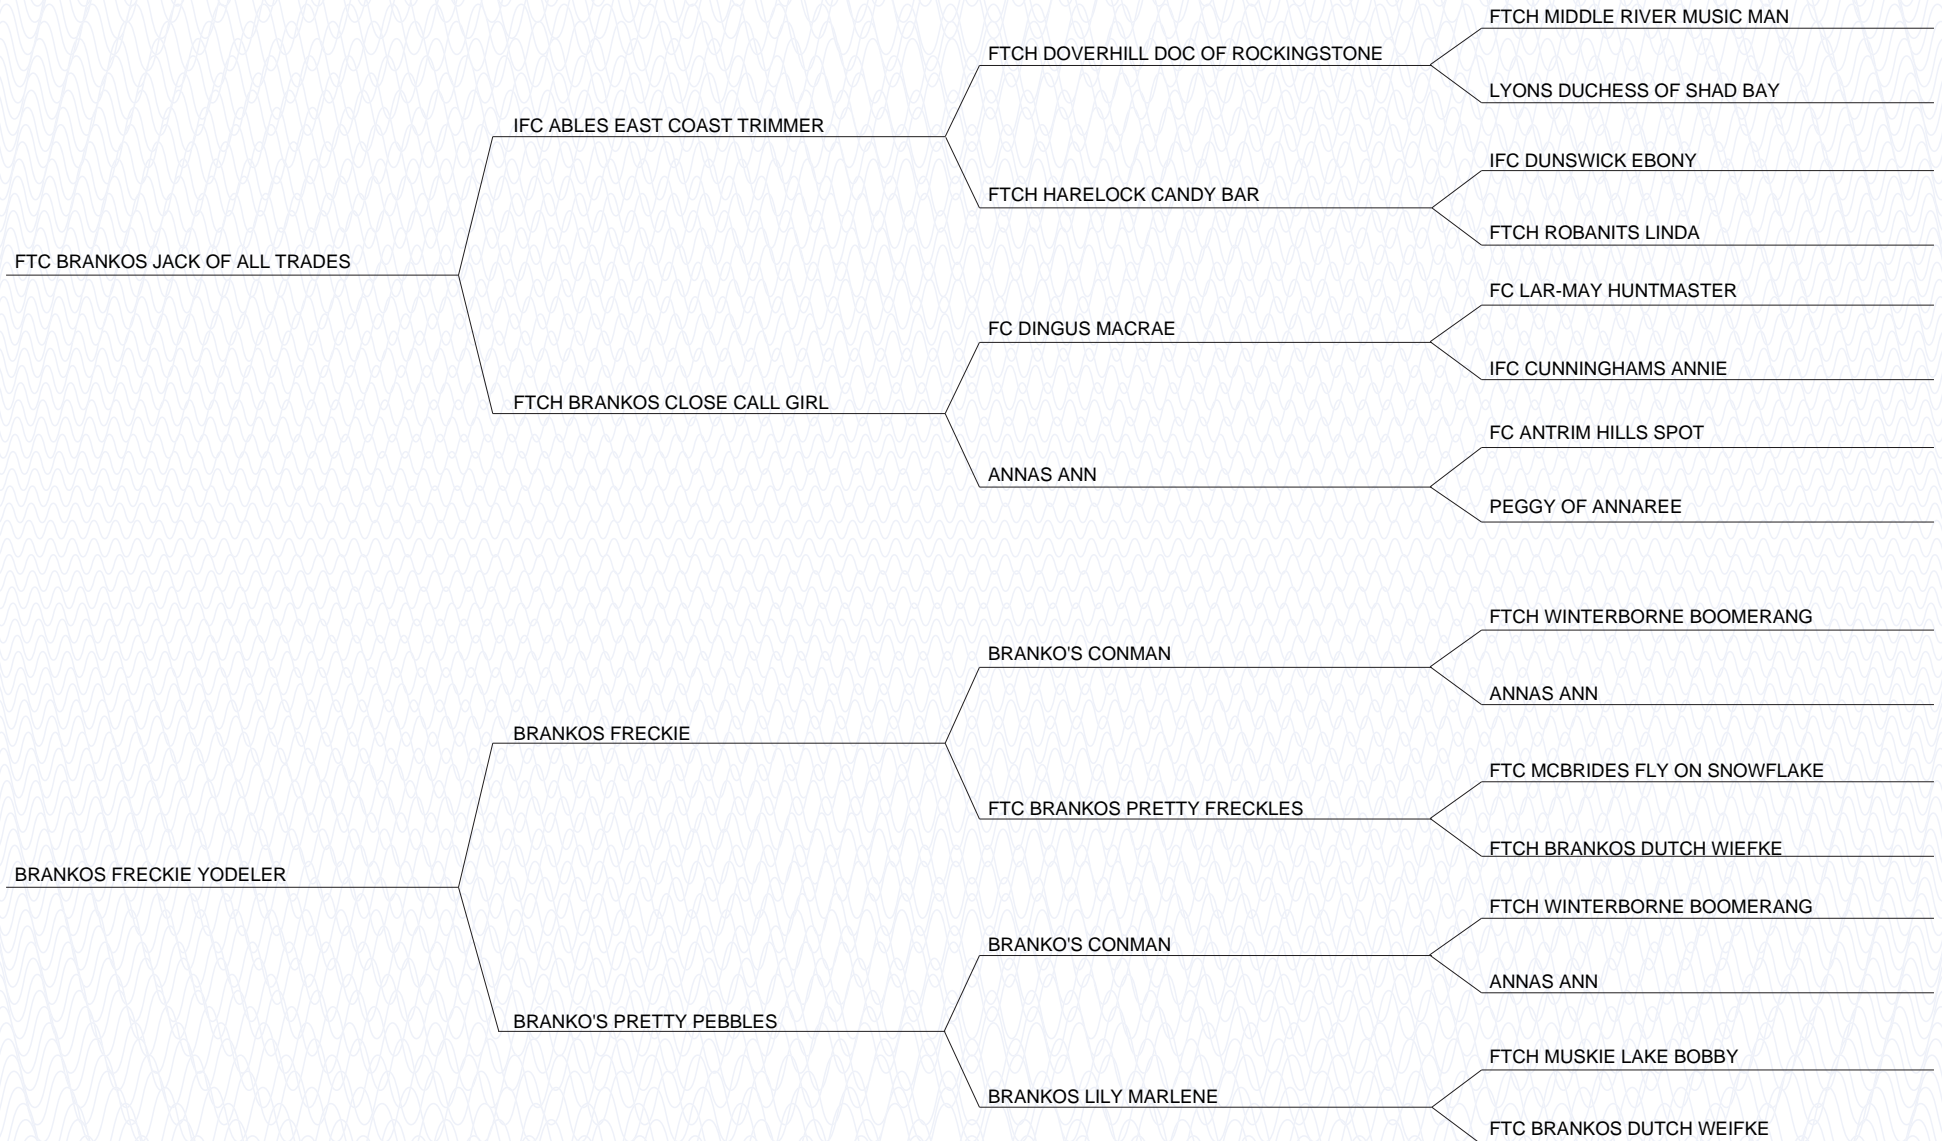 FTCH MIDDLE RIVER MUSIC MAN
FTCH DOVERHILL DOC OF ROCKINGSTONE
LYONS DUCHESS OF SHAD BAY
IFC ABLES EAST COAST TRIMMER
IFC DUNSWICK EBONY
FTCH HARELOCK CANDY BAR
FTCH ROBANITS LINDA
FTC BRANKOS JACK OF ALL TRADES
FC LAR-MAY HUNTMASTER
FC DINGUS MACRAE
IFC CUNNINGHAMS ANNIE
FTCH BRANKOS CLOSE CALL GIRL
FC ANTRIM HILLS SPOT
ANNAS ANN
PEGGY OF ANNAREE
FTCH WINTERBORNE BOOMERANG
BRANKO'S CONMAN
ANNAS ANN
BRANKOS FRECKIE
FTC MCBRIDES FLY ON SNOWFLAKE
FTC BRANKOS PRETTY FRECKLES
FTCH BRANKOS DUTCH WIEFKE
BRANKOS FRECKIE YODELER
FTCH WINTERBORNE BOOMERANG
BRANKO'S CONMAN
ANNAS ANN
BRANKO'S PRETTY PEBBLES
FTCH MUSKIE LAKE BOBBY
BRANKOS LILY MARLENE
FTC BRANKOS DUTCH WEIFKE